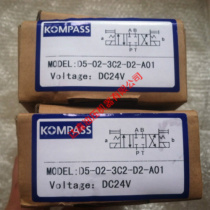 KOMPASS
A B
a
b
P T
MODEL:D5-02-3C2-D2-A01
Voltage: DC24V
KOMPASS
A B
a
b
P T
MODEL:D5-02-3C2-D2-A01
Voltage: DC24V